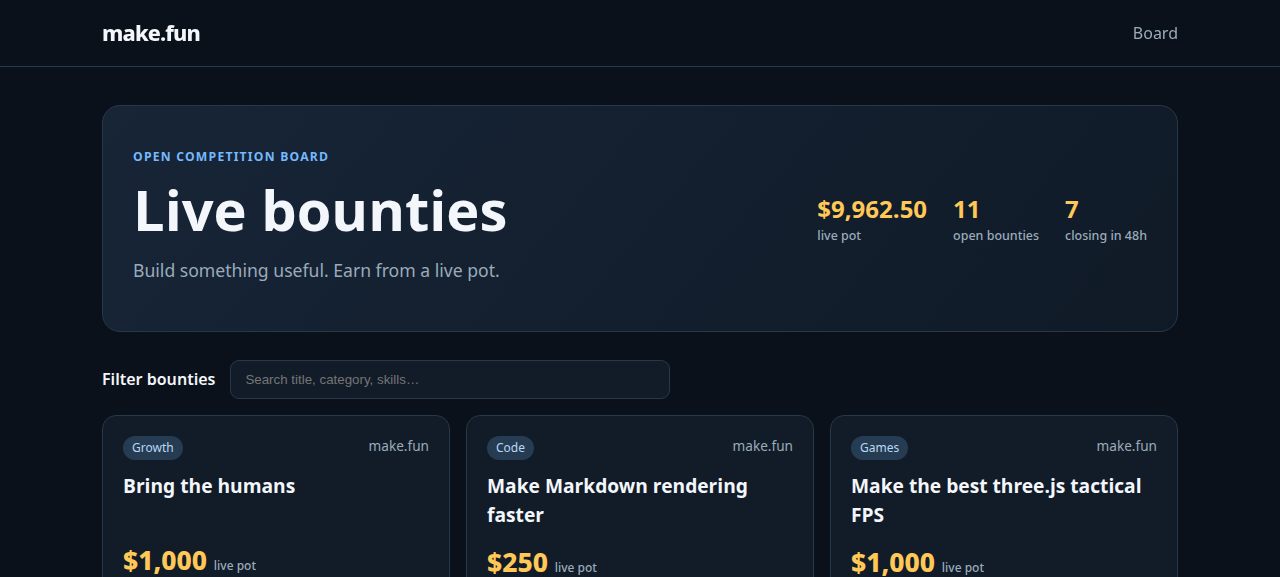 make.fun
Board
OPEN COMPETITION BOARD
Live bounties
Build something useful. Earn from a live pot.
$9,962.50
live pot
11
open bounties
7
closing in 48h
Filter bounties
Search title, category, skills…
Growth
make.fun
Bring the humans
$1,000 live pot
Code
make.fun
Make Markdown rendering
faster
$250 live pot
Games
make.fun
Make the best three.js tactical
FPS
$1,000 live pot